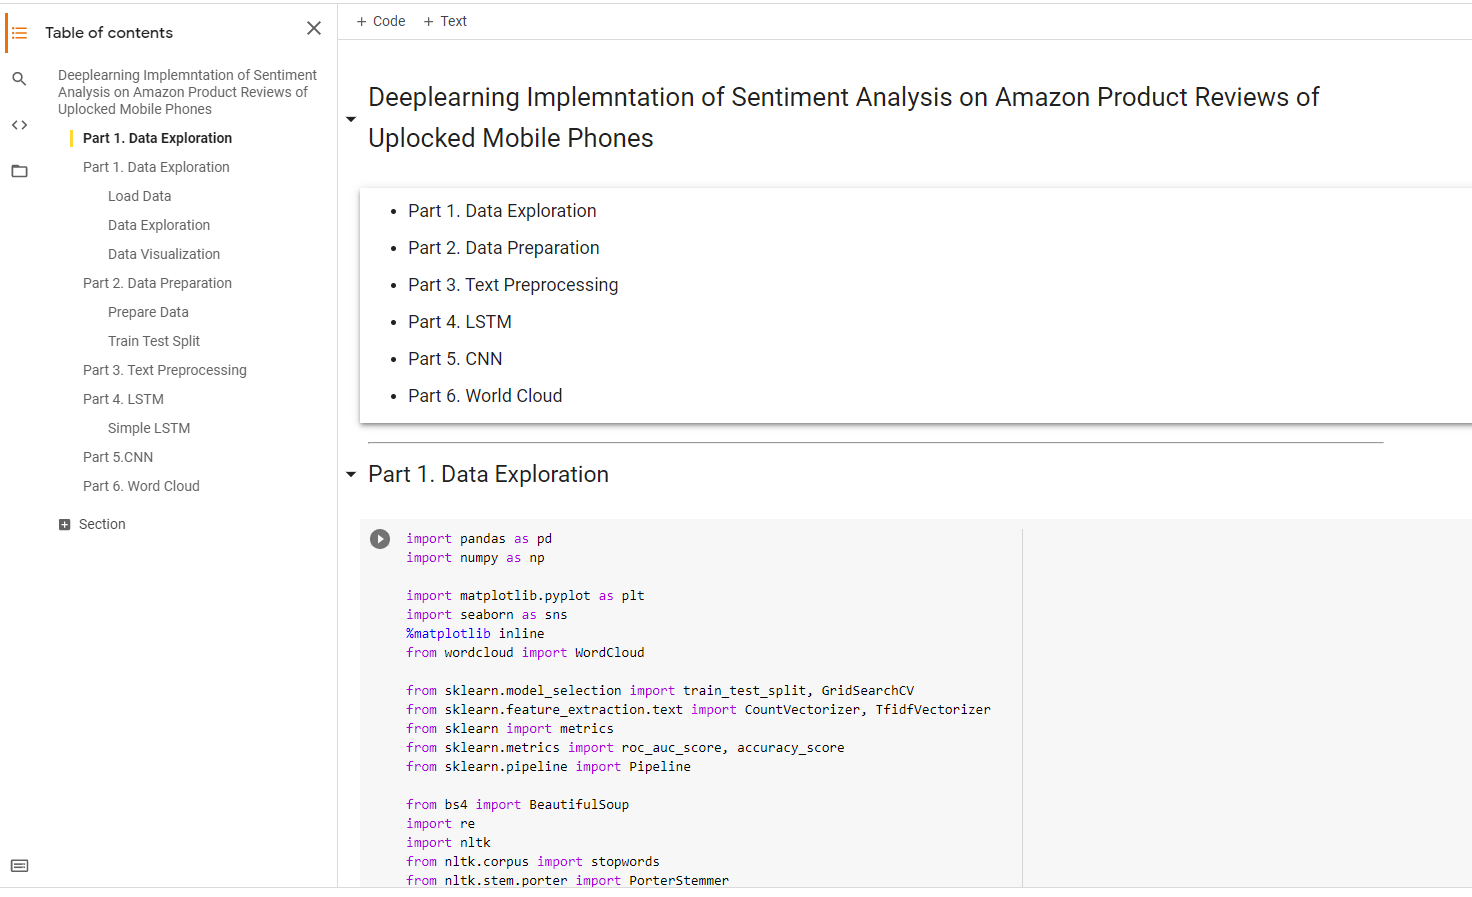 Table of contents
Deeplearning Implemntation of Sentiment
Analysis on Amazon Product Reviews of
Uplocked Mobile Phones
Part 1. Data Exploration
Part 1. Data Exploration
Load Data
Data Exploration
Data Visualization
Part 2. Data Preparation
Prepare Data
Train Test Split
Part 3. Text Preprocessing
Part 4. LSTM
Simple LSTM
Part 5.CNN
Part 6. Word Cloud
Section
+ Code + Text
Deeplearning Implemntation of Sentiment Analysis on Amazon Product Reviews of
Uplocked Mobile Phones
• Part 1. Data Exploration
• Part 2. Data Preparation
• Part 3. Text Preprocessing
• Part 4. LSTM
• Part 5. CNN
• Part 6. World Cloud
Part 1. Data Exploration
import pandas as pd
import numpy as np
import matplotlib.pyplot as plt
import seaborn as sns
%matplotlib inline
from wordcloud import WordCloud
from sklearn.model_selection import train_test_split, GridSearchCV
from sklearn.feature_extraction.text import CountVectorizer, TfidfVectorizer
from sklearn import metrics
from sklearn.metrics import roc_auc_score, accuracy_score
from sklearn.pipeline import Pipeline
from bs4 import BeautifulSoup
import re
import nltk
from nltk.corpus import stopwords
from nltk.stem.porter import PorterStemmer